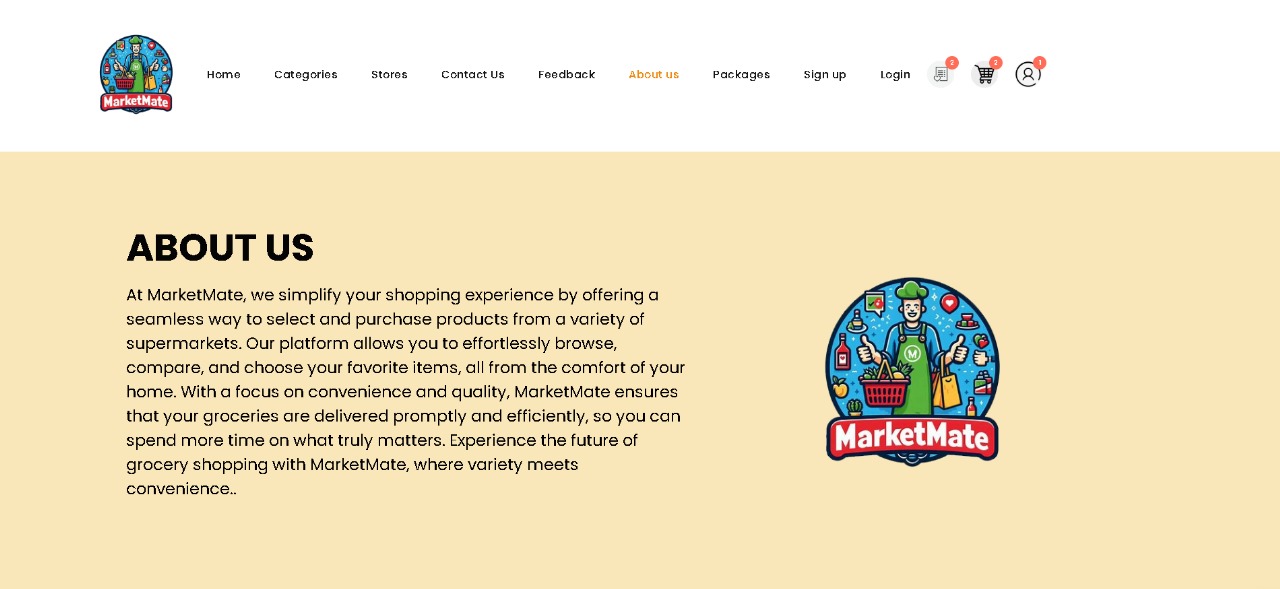 MarketMate
Home Categories Stores Contact Us Feedback About us Packages Sign up Login 2 2 1
ABOUT US
At MarketMate, we simplify your shopping experience by offering a
seamless way to select and purchase products from a variety of
supermarkets. Our platform allows you to effortlessly browse,
compare, and choose your favorite items, all from the comfort of your
home. With a focus on convenience and quality, MarketMate ensures
that your groceries are delivered promptly and efficiently, so you can
spend more time on what truly matters. Experience the future of
grocery shopping with MarketMate, where variety meets
convenience..
M
MarketMate